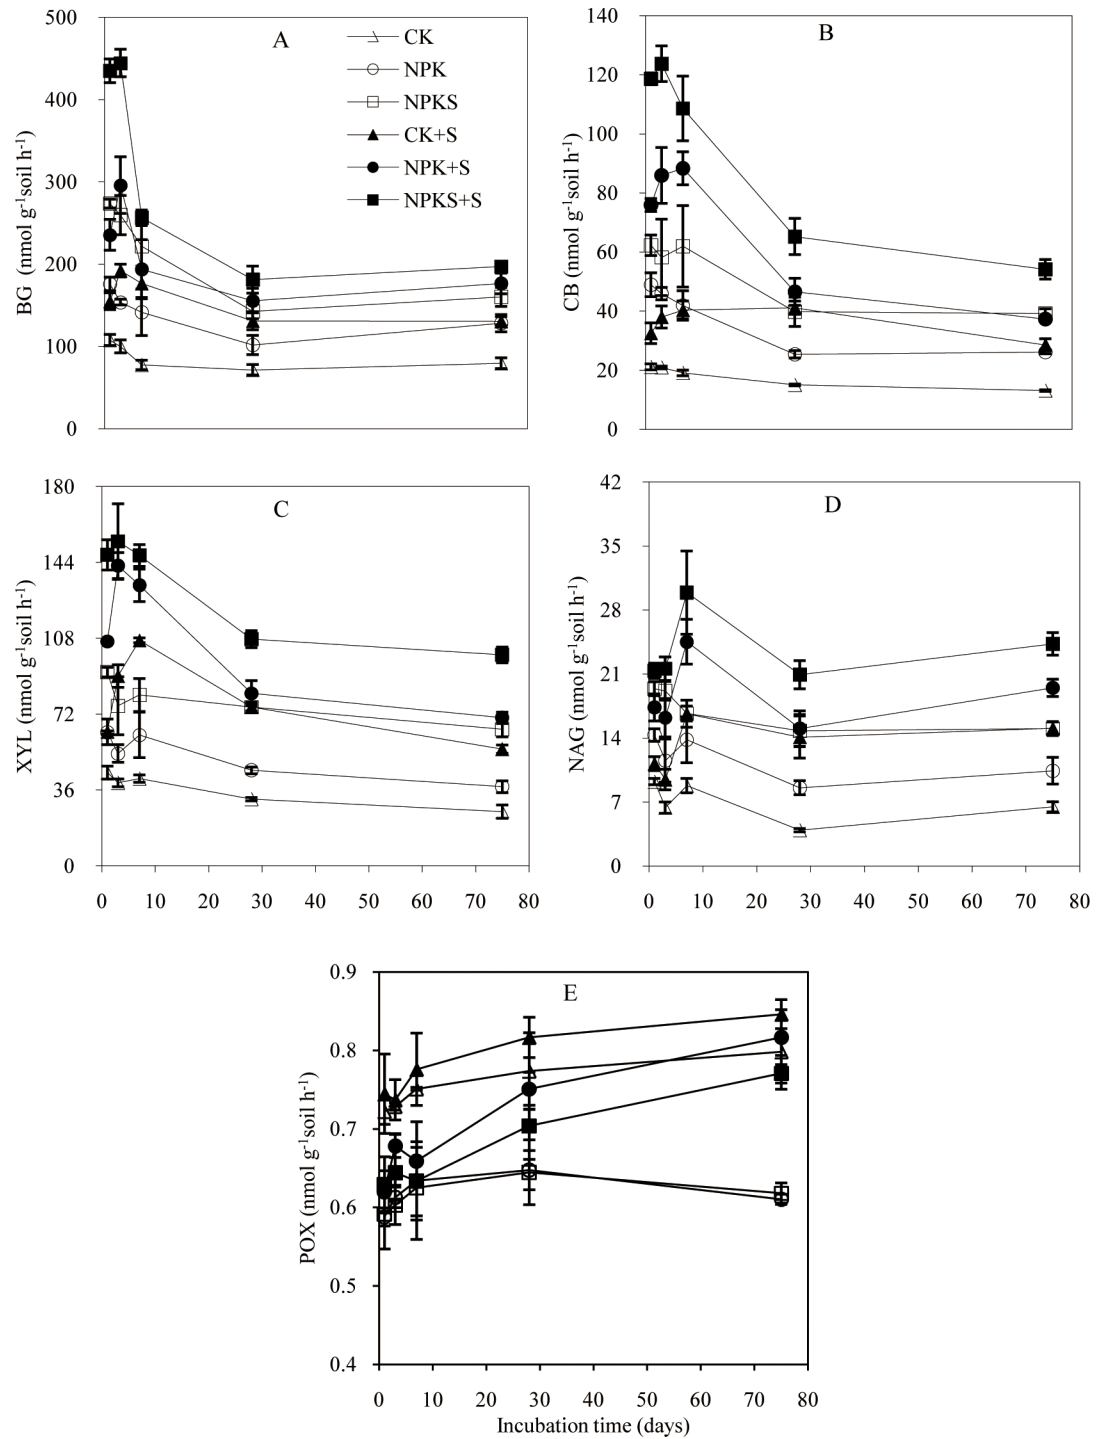 A
CK
NPK
NPKS
CK+S
NPK+S
NPKS+S
BG (nmol g⁻¹soil h⁻¹)
500
400
300
200
100
0
B
CB (nmol g⁻¹soil h⁻¹)
140
120
100
80
60
40
20
0
C
XYL (nmol g⁻¹soil h⁻¹)
180
144
108
72
36
0
0 10 20 30 40 50 60 70 80
D
NAG (nmol g⁻¹soil h⁻¹)
42
35
28
21
14
7
0
0 10 20 30 40 50 60 70 80
E
POX (nmol g⁻¹soil h⁻¹)
0.9
0.8
0.7
0.6
0.5
0.4
0 10 20 30 40 50 60 70 80
Incubation time (days)